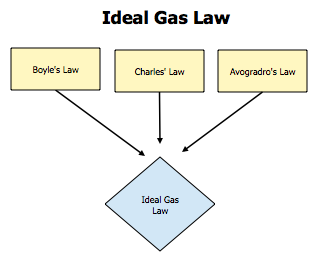 Ideal Gas Law
Boyle's Law
Charles' Law
Avogradro's Law
Ideal Gas
Law